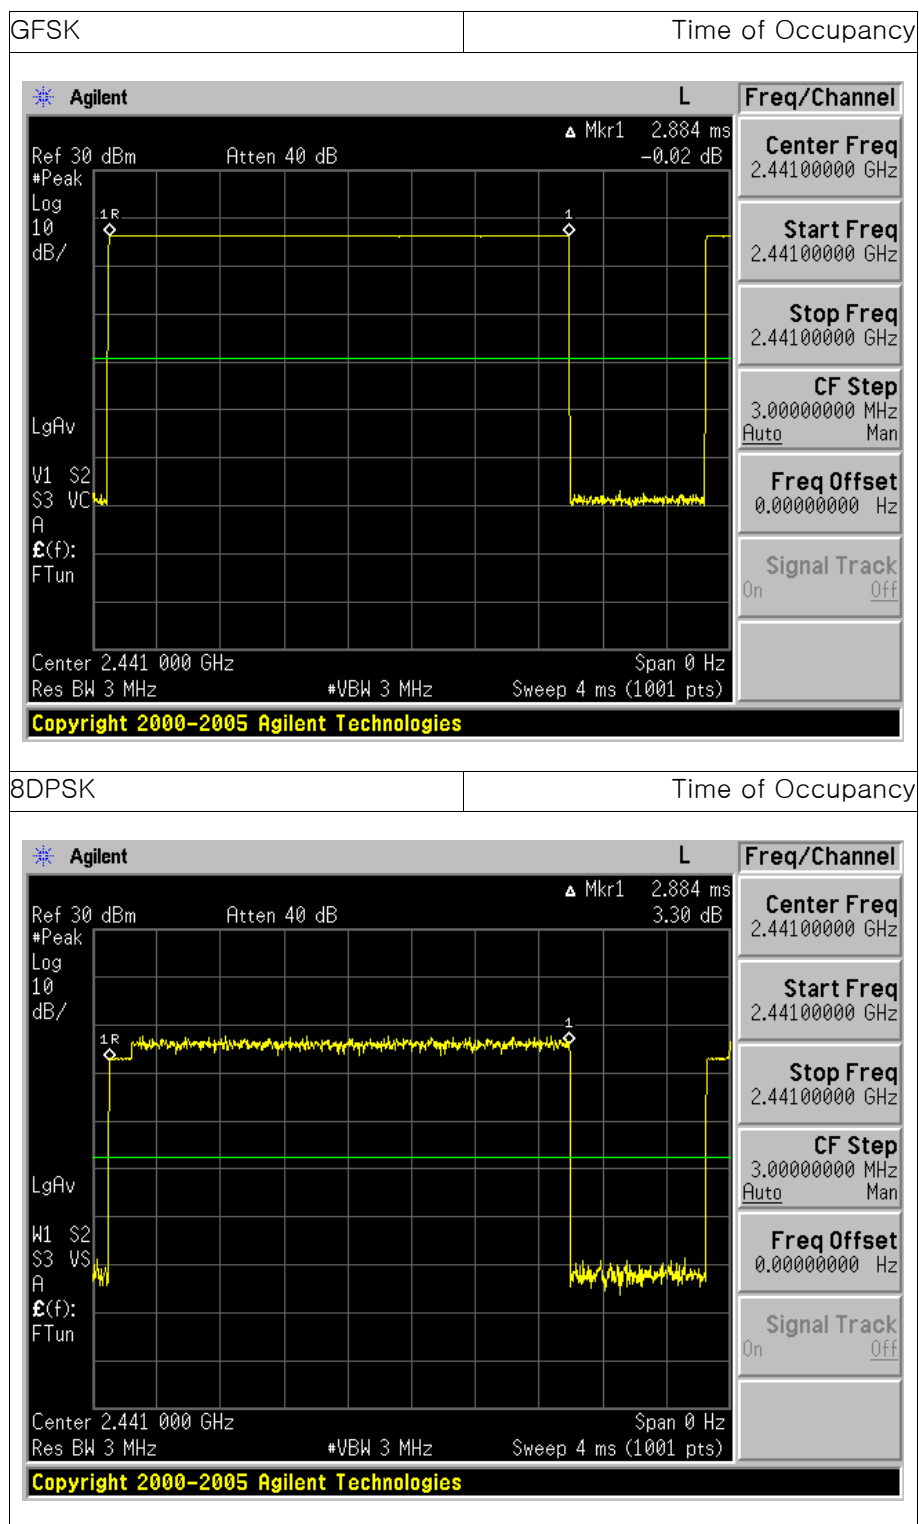 GFSK Time of Occupancy
Agilent L Freq/Channel
Δ Mkr1 2.884 ms
Ref 30 dBm Atten 40 dB -0.02 dB
#Peak
Log
10
dB/
1R
1
LgAv
V1 S2
S3 VC
A
£(f):
FTun
Center 2.441 000 GHz Span 0 Hz
Res BW 3 MHz #VBW 3 MHz Sweep 4 ms (1001 pts)
Copyright 2000-2005 Agilent Technologies
Center Freq
2.44100000 GHz
Start Freq
2.44100000 GHz
Stop Freq
2.44100000 GHz
CF Step
3.00000000 MHz
Auto Man
Freq Offset
0.00000000 Hz
Signal Track
On Off
8DPSK Time of Occupancy
Agilent L Freq/Channel
Δ Mkr1 2.884 ms
Ref 30 dBm Atten 40 dB 3.30 dB
#Peak
Log
10
dB/
1R
1
LgAv
W1 S2
S3 VS
A
£(f):
FTun
Center 2.441 000 GHz Span 0 Hz
Res BW 3 MHz #VBW 3 MHz Sweep 4 ms (1001 pts)
Copyright 2000-2005 Agilent Technologies
Center Freq
2.44100000 GHz
Start Freq
2.44100000 GHz
Stop Freq
2.44100000 GHz
CF Step
3.00000000 MHz
Auto Man
Freq Offset
0.00000000 Hz
Signal Track
On Off